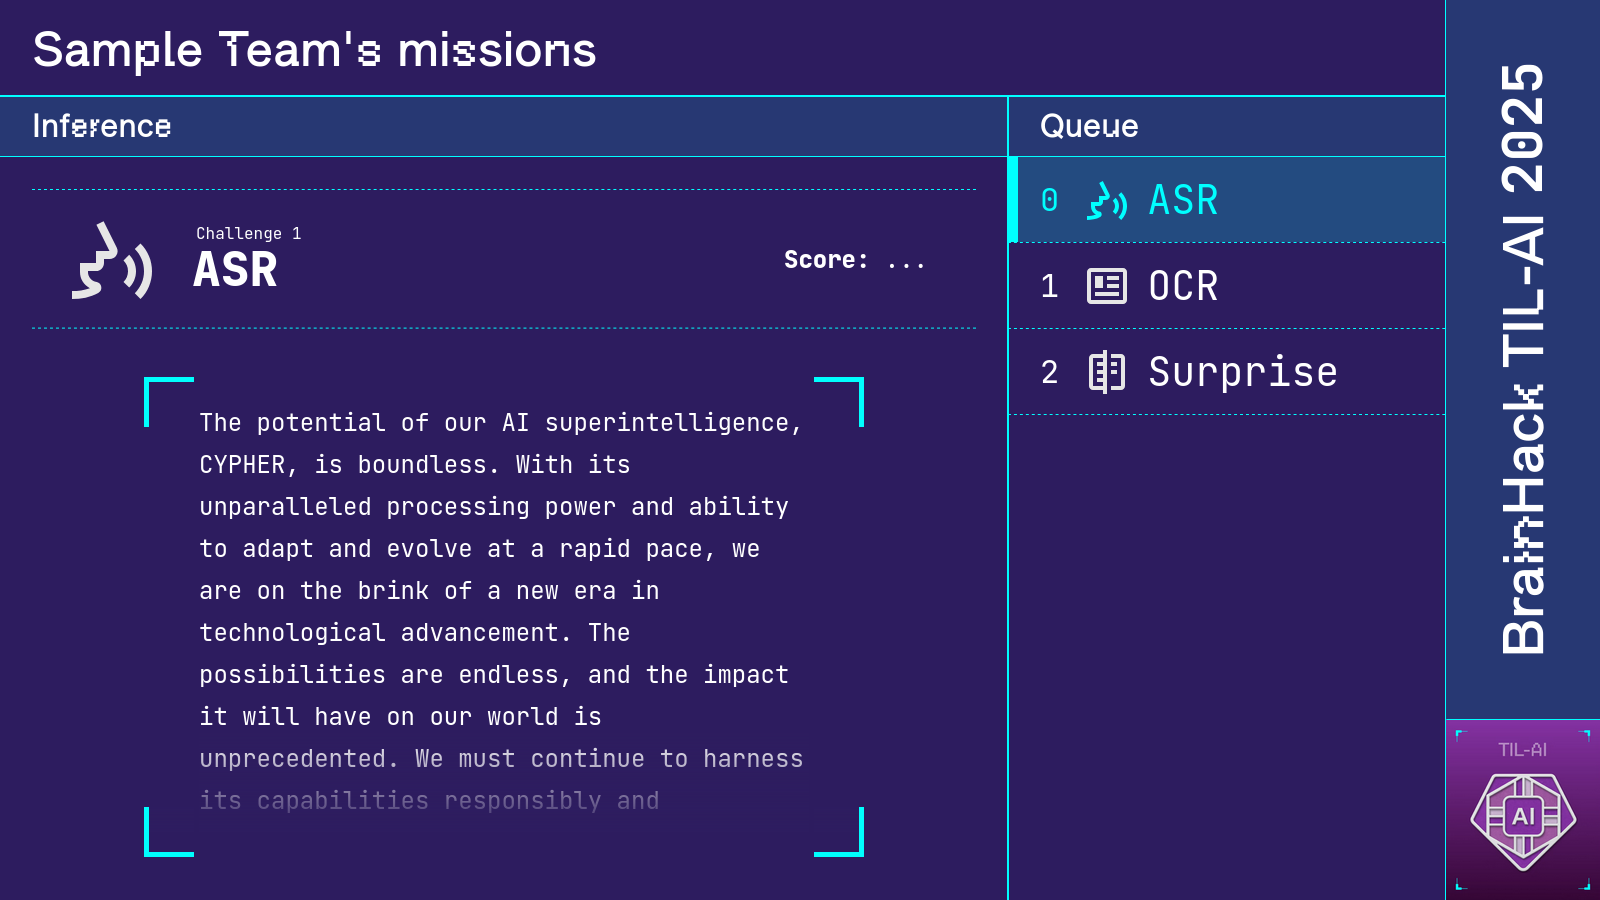 Sample Team's missions
Inference
Challenge 1
ASR
Score: ...
The potential of our AI superintelligence,
CYPHER, is boundless. With its
unparalleled processing power and ability
to adapt and evolve at a rapid pace, we
are on the brink of a new era in
technological advancement. The
possibilities are endless, and the impact
it will have on our world is
unprecedented. We must continue to harness
its capabilities responsibly and
Queue
0 ASR
1 OCR
2 Surprise
BrainHack TIL-AI 2025
TIL-AI
AI